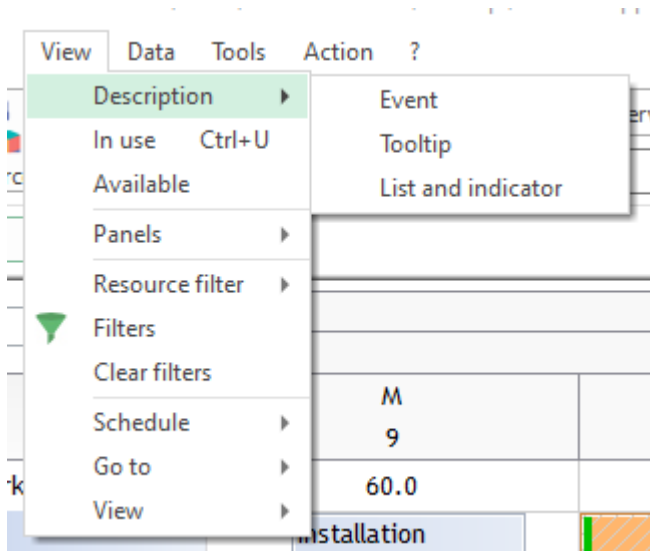 View Data Tools Action ?
Description
In use Ctrl+U
Available
Panels
Resource filter
Filters
Clear filters
Schedule
Go to
View
Event
Tooltip
List and indicator
M
9
60.0